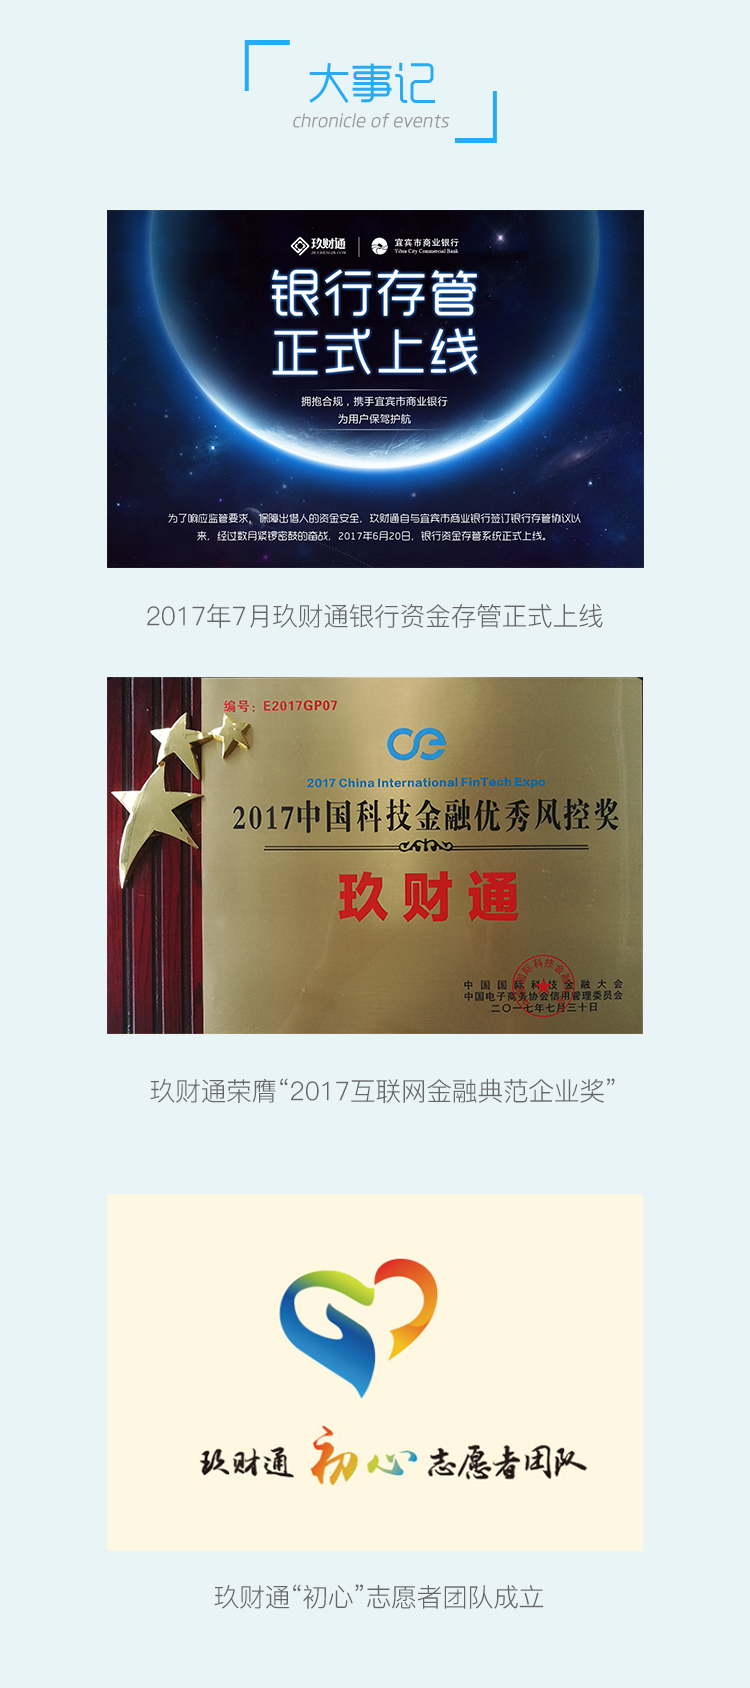 大事记
chronicle of events
玖财通 宜宾市商业银行
Yibin City Commercial Bank
银行存管
正式上线
拥抱合规，携手宜宾市商业银行
为用户保驾护航
为了响应监管要求，保障出借人的资金安全，玖财通自与宜宾市商业银行签订银行存管协议以
来，经过数月紧锣密鼓的奋战，2017年6月20日，银行资金存管系统正式上线。
2017年7月玖财通银行资金存管正式上线
编号：E2017GP07
2017 China International FinTech Expo
2017中国科技金融优秀风控奖
玖财通
中国国际科技金融大会
中国电子商务协会信用管理委员会
二〇一七年七月三十日
玖财通荣膺“2017互联网金融典范企业奖”
玖财通初心志愿者团队
玖财通“初心”志愿者团队成立